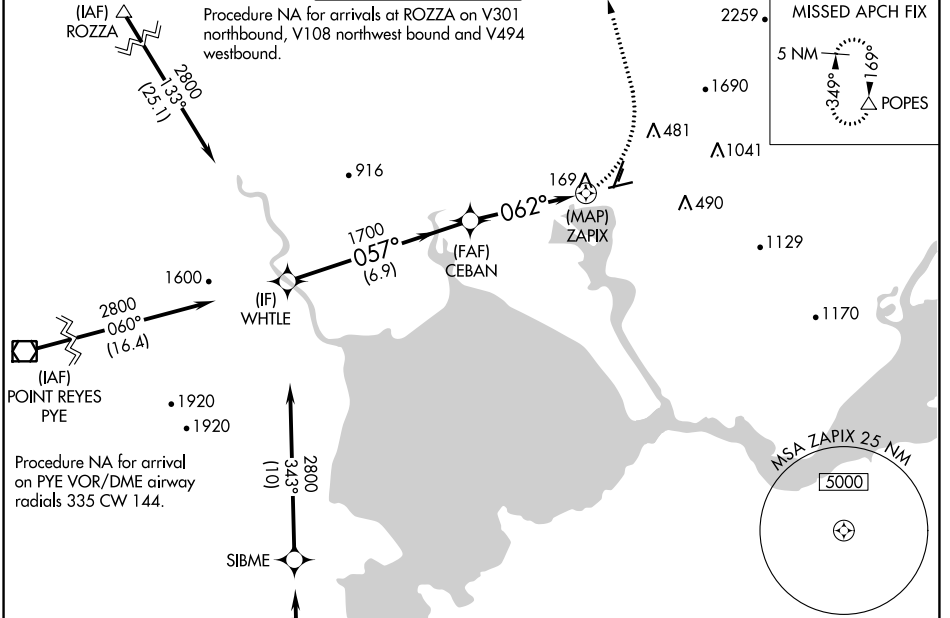 (IAF)
ROZZA
Procedure NA for arrivals at ROZZA on V301
northbound, V108 northwest bound and V494
westbound.
2259
MISSED APCH FIX
5 NM
349°
169°
POPES
2800
133°
(25.1)
1690
481
1041
916
169
490
062°
(MAP)
ZAPIX
1700
057°
(6.9)
(FAF)
CEBAN
1129
1600
(IF)
WHTLE
2800
060°
(16.4)
1170
(IAF)
POINT REYES
PYE
1920
1920
Procedure NA for arrival
on PYE VOR/DME airway
radials 335 CW 144.
2800
343°
(10)
MSA ZAPIX 25 NM
5000
SIBME